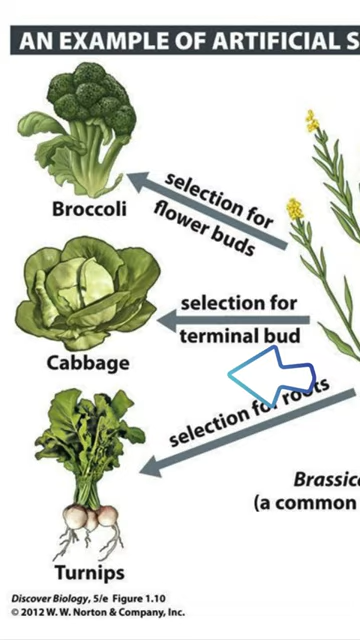 AN EXAMPLE OF ARTIFICIAL S
Broccoli
selection for
flower buds
selection for
terminal bud
Cabbage
selection for roots
Brassica
(a common
Turnips
Discover Biology, 5/e Figure 1.10
© 2012 W. W. Norton & Company, Inc.